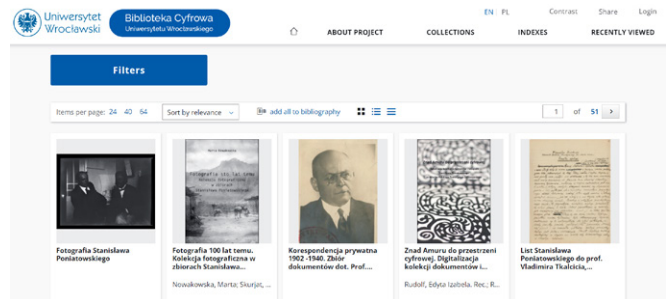 Uniwersytet
Wrocławski
Biblioteka Cyfrowa
Uniwersytetu Wrocławskiego
EN PL Contrast Share Login
ABOUT PROJECT COLLECTIONS INDEXES RECENTLY VIEWED
Filters
Items per page: 24 40 64 Sort by relevance add all to bibliography 1 of 51 >
Fotografia Stanisława
Poniatowskiego
Fotografia 100 lat temu.
Kolekcja fotograficzna w
zbiorach Stanisława...
Nowakowska, Marta; Skurjat, ...
Korespondencja prywatna
1902 -1940. Zbiór
dokumentów dot. Prof....
Znad Amuru do przestrzeni
cyfrowej. Digitalizacja
kolekcji dokumentów i...
Rudolf, Edyta Izabela. Rec.; R...
List Stanisława
Poniatowskiego do prof.
Vladimira Tkalcicia,...